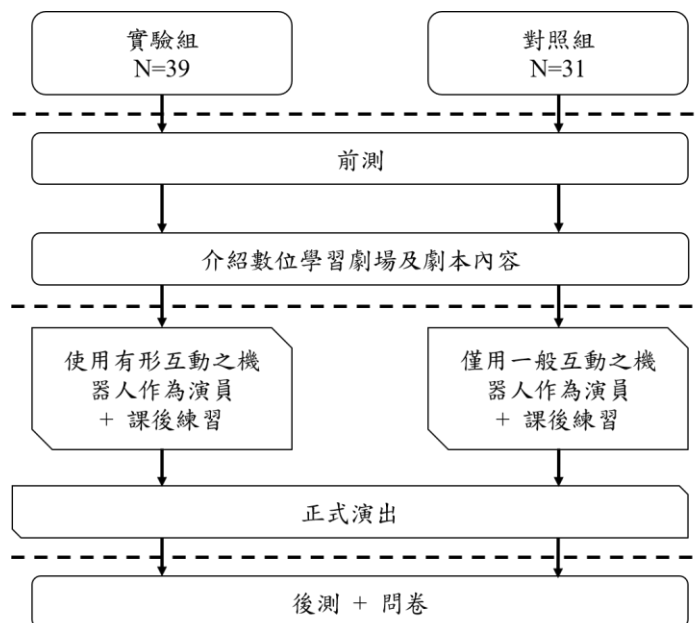 實驗組
N=39
對照組
N=31
前測
介紹數位學習劇場及劇本內容
使用有形互動之機
器人作為演員
+ 課後練習
僅用一般互動之機
器人作為演員
+ 課後練習
正式演出
後測 + 問卷